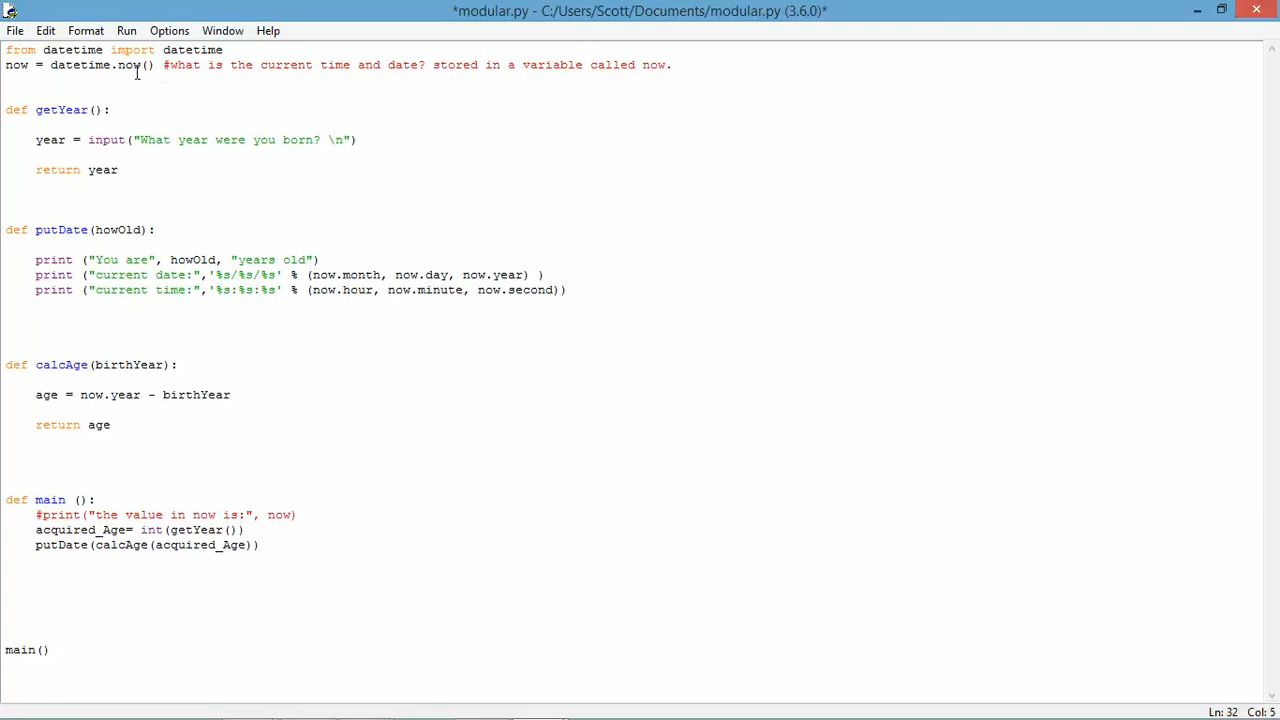 *modular.py - C:/Users/Scott/Documents/modular.py (3.6.0)*
File Edit Format Run Options Window Help
from datetime import datetime
now = datetime.now() #what is the current time and date? stored in a variable called now.
def getYear():
year = input("What year were you born? \n")
return year
def putDate(howOld):
print ("You are", howOld, "years old")
print ("current date:",'%s/%s/%s' % (now.month, now.day, now.year) )
print ("current time:",'%s:%s:%s' % (now.hour, now.minute, now.second))
def calcAge(birthYear):
age = now.year - birthYear
return age
def main ():
#print("the value in now is:", now)
acquired_Age= int(getYear())
putDate(calcAge(acquired_Age))
main()
Ln: 32 Col: 5